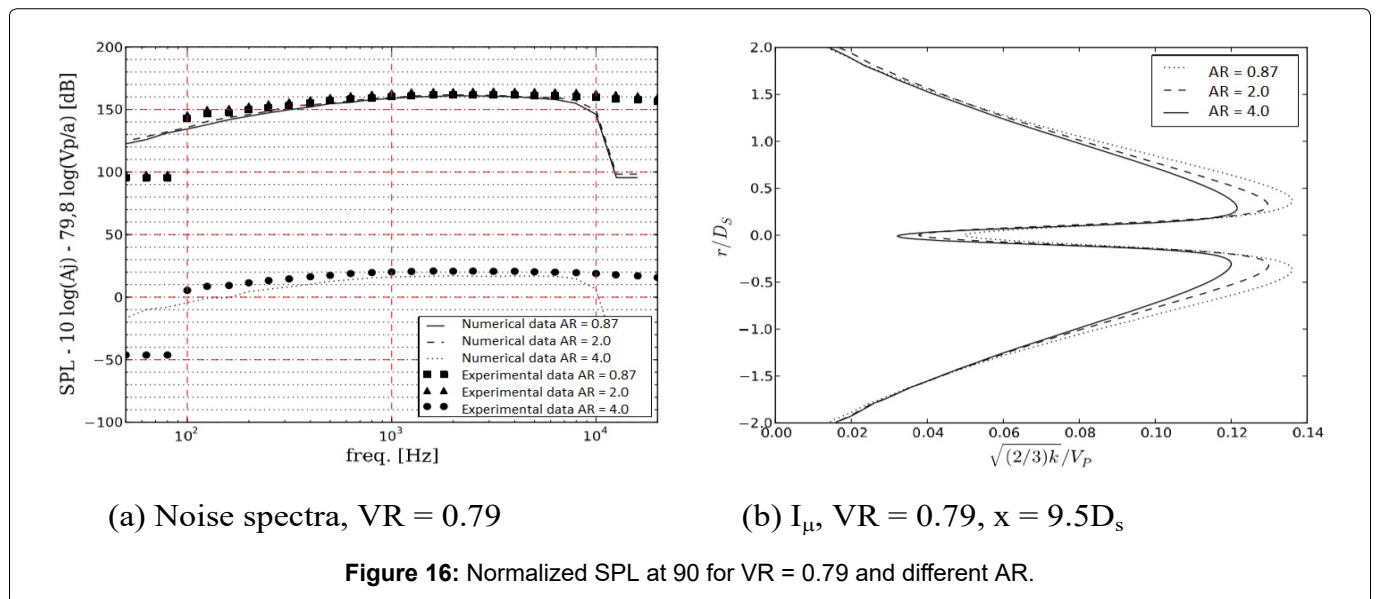 200
150
100
50
0
−50
−100
10²
10³
10⁴
SPL - 10 log(Aj) - 79,8 log(Vp/a) [dB]
freq. [Hz]
Numerical data AR = 0.87
Numerical data AR = 2.0
Numerical data AR = 4.0
Experimental data AR = 0.87
Experimental data AR = 2.0
Experimental data AR = 4.0
2.0
1.5
1.0
0.5
0.0
−0.5
−1.0
−1.5
−2.0
0.00 0.02 0.04 0.06 0.08 0.10 0.12 0.14
r/D_S
√(2/3)k/V_P
AR = 0.87
AR = 2.0
AR = 4.0
(a) Noise spectra, VR = 0.79
(b) I_μ, VR = 0.79, x = 9.5D_s
Figure 16: Normalized SPL at 90 for VR = 0.79 and different AR.